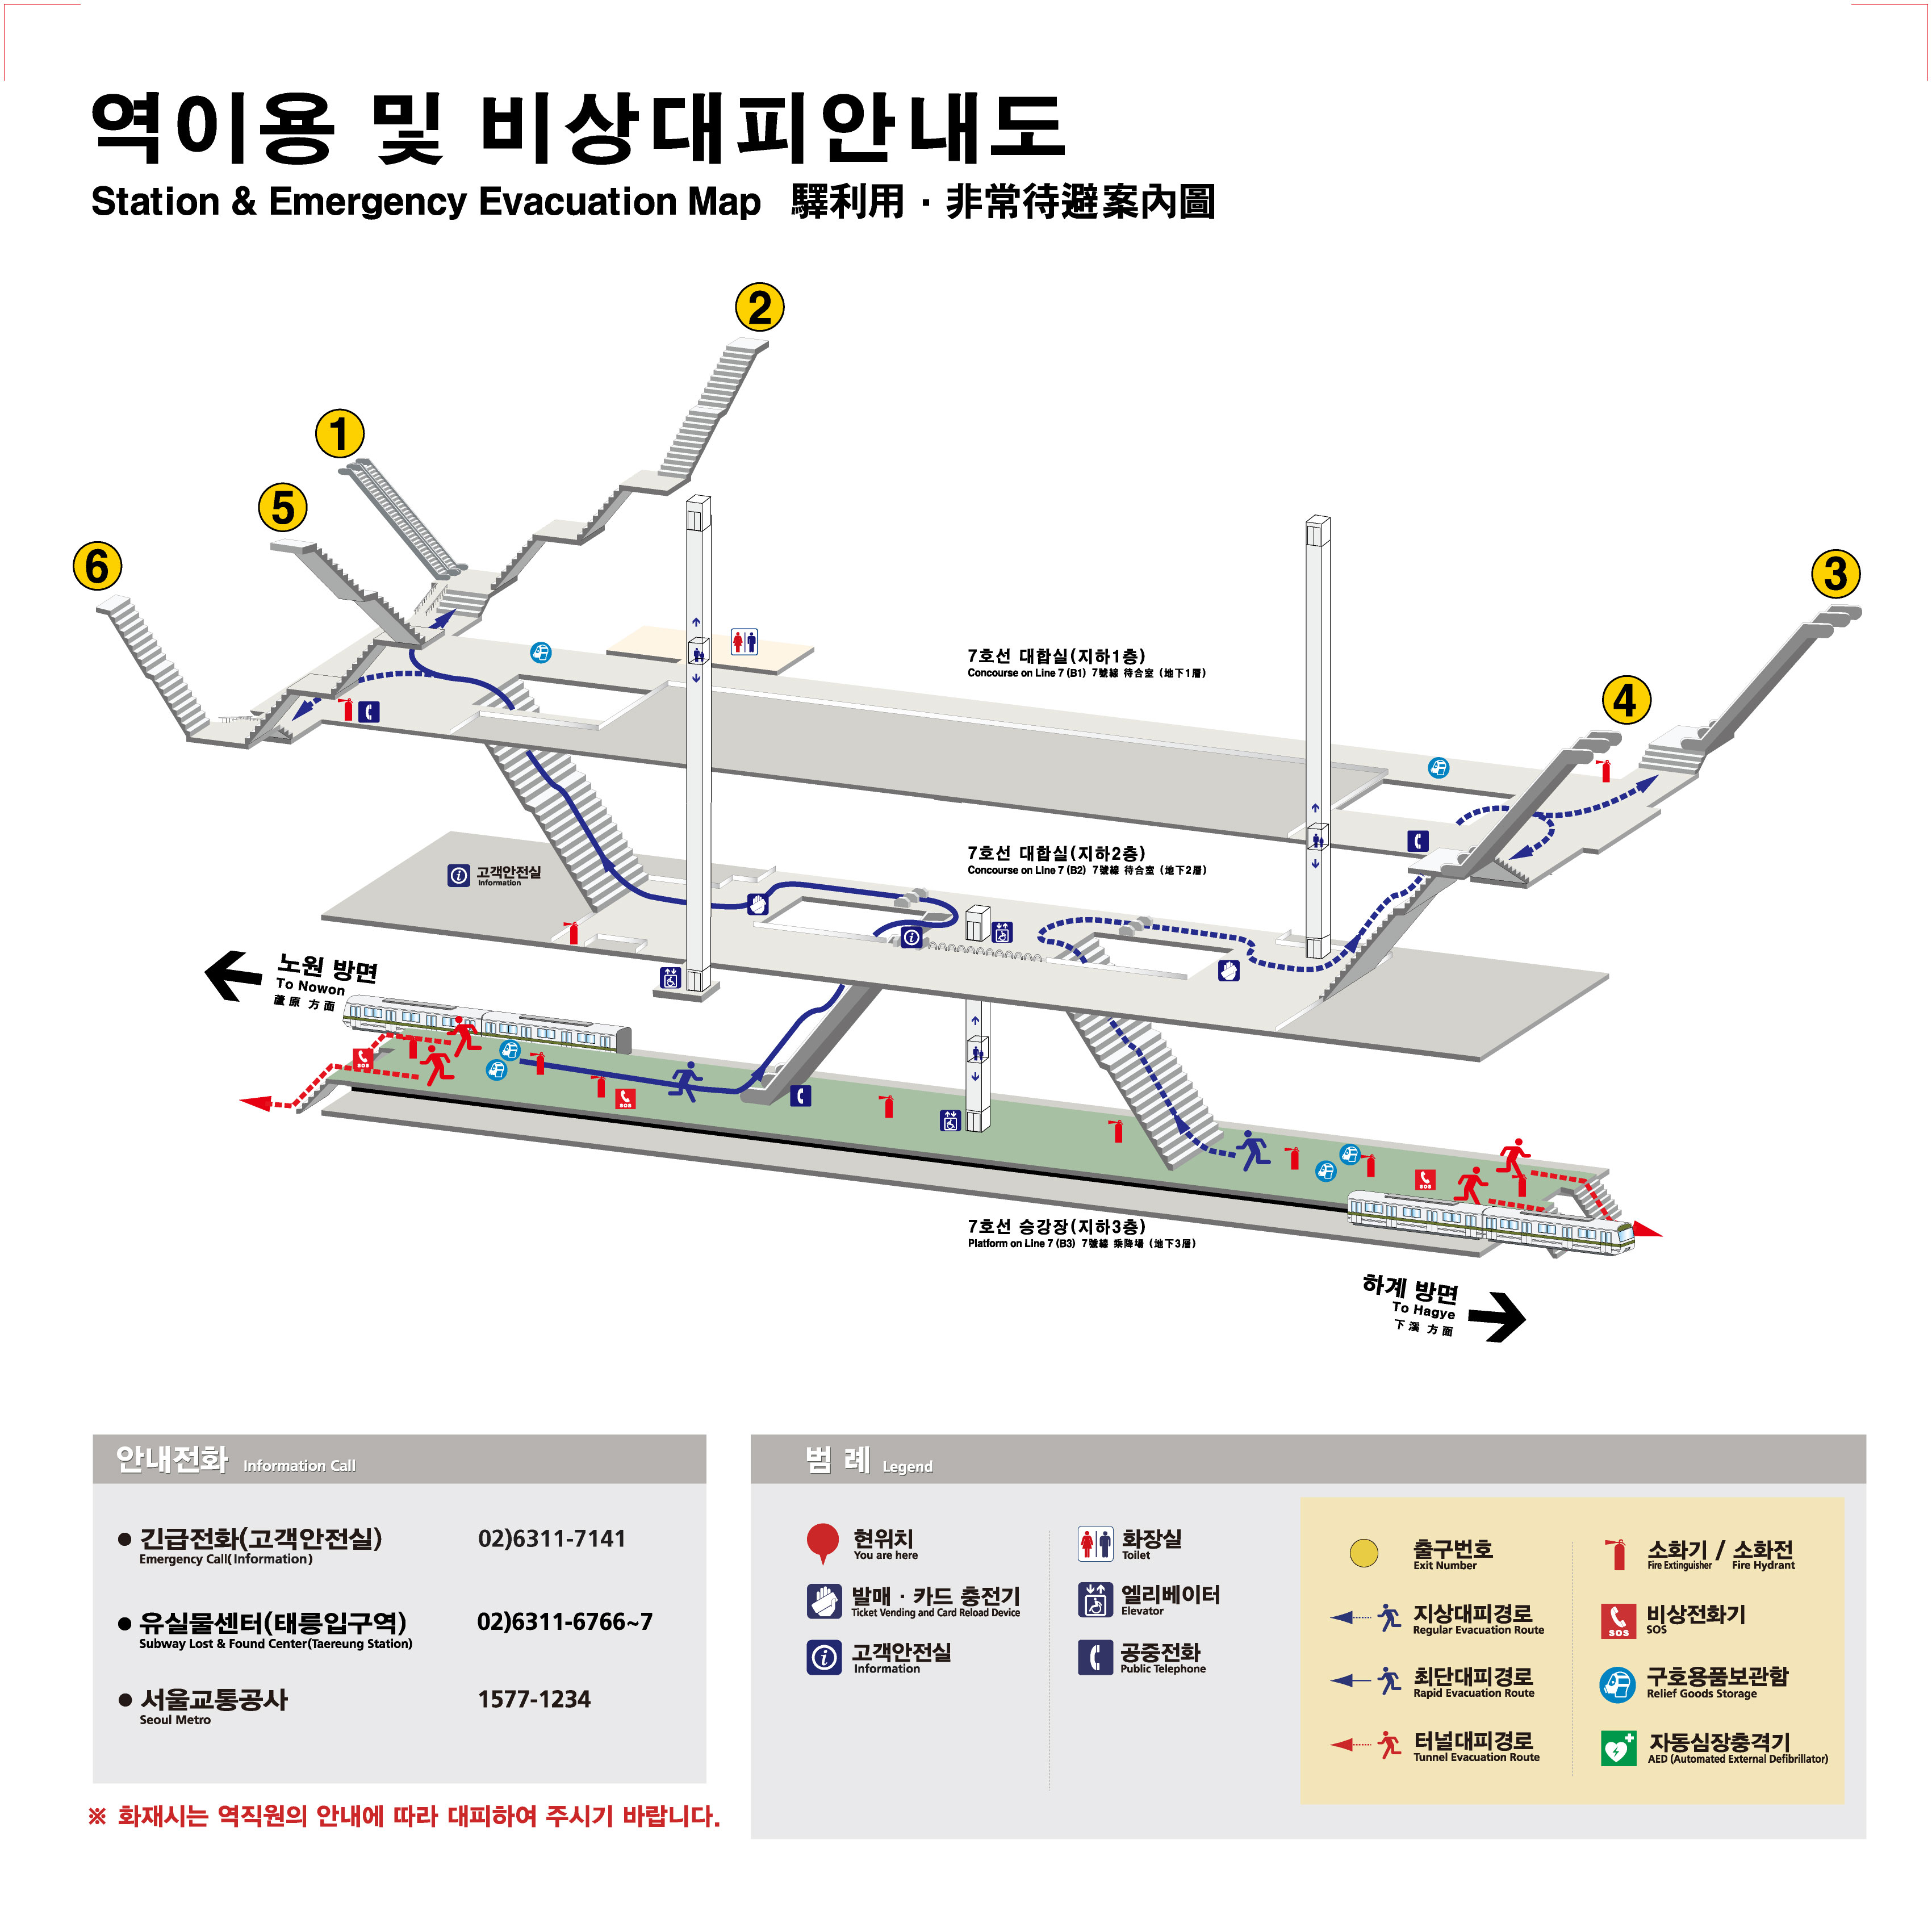 역이용 및 비상대피안내도
Station & Emergency Evacuation Map 驛利用 · 非常待避案內圖
2
1
5
6
3
4
7호선 대합실(지하1층)
Concourse on Line 7 (B1) 7號線 待合室 (地下1層)
7호선 대합실(지하2층)
Concourse on Line 7 (B2) 7號線 待合室 (地下2層)
고객안전실
Information
노원 방면
To Nowon
蘆原 方面
SOS
SOS
SOS
7호선 승강장(지하3층)
Platform on Line 7 (B3) 7號線 乘降場 (地下3層)
하계 방면
To Hagye
下溪 方面
안내전화 Information Call
긴급전화(고객안전실) 02)6311-7141
Emergency Call(Information)
유실물센터(태릉입구역) 02)6311-6766~7
Subway Lost & Found Center(Taereung Station)
서울교통공사 1577-1234
Seoul Metro
※ 화재시는 역직원의 안내에 따라 대피하여 주시기 바랍니다.
범 례 Legend
현위치
You are here
발매 · 카드 충전기
Ticket Vending and Card Reload Device
고객안전실
Information
화장실
Toilet
엘리베이터
Elevator
공중전화
Public Telephone
출구번호
Exit Number
지상대피경로
Regular Evacuation Route
최단대피경로
Rapid Evacuation Route
터널대피경로
Tunnel Evacuation Route
소화기 / 소화전
Fire Extinguisher Fire Hydrant
SOS
비상전화기
SOS
구호용품보관함
Relief Goods Storage
자동심장충격기
AED (Automated External Defibrillator)